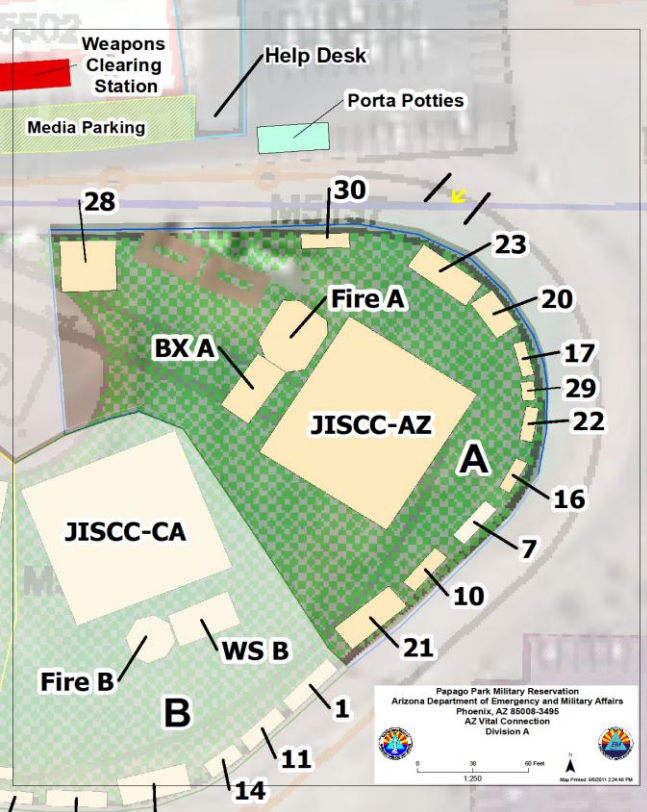 5502
Weapons
Clearing
Station
Help Desk
Media Parking
Porta Potties
28
30
23
Fire A
20
BX A
17
29
JISCC-AZ
22
A
16
JISCC-CA
7
10
WS B
21
Fire B
B
1
11
14
Papago Park Military Reservation
Arizona Department of Emergency and Military Affairs
Phoenix, AZ 85008-3495
AZ Vital Connection
Division A
N
0 30 60 Feet
1:250